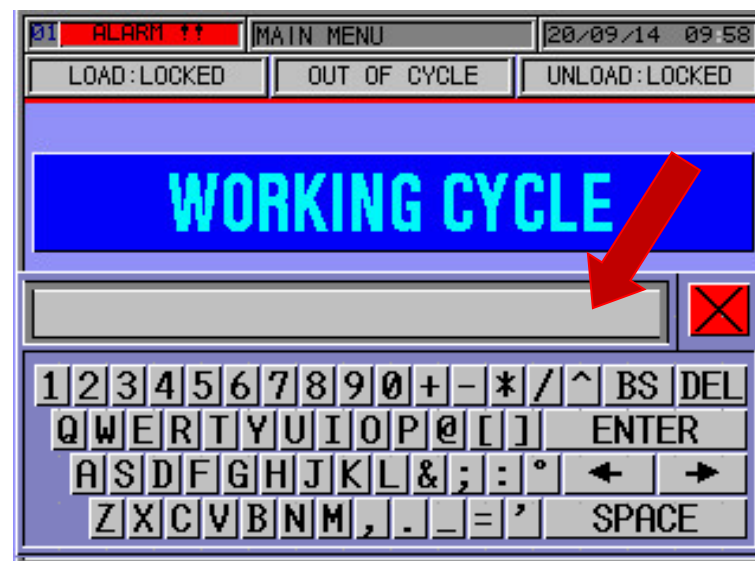 01 ALARM !! MAIN MENU 20/09/14 09:58
LOAD:LOCKED OUT OF CYCLE UNLOAD:LOCKED
WORKING CYCLE
X
1 2 3 4 5 6 7 8 9 0 + - * / ^ BS DEL
Q W E R T Y U I O P @ [ ] ENTER
A S D F G H J K L & ; : ° ← →
Z X C V B N M , . _ = ' SPACE